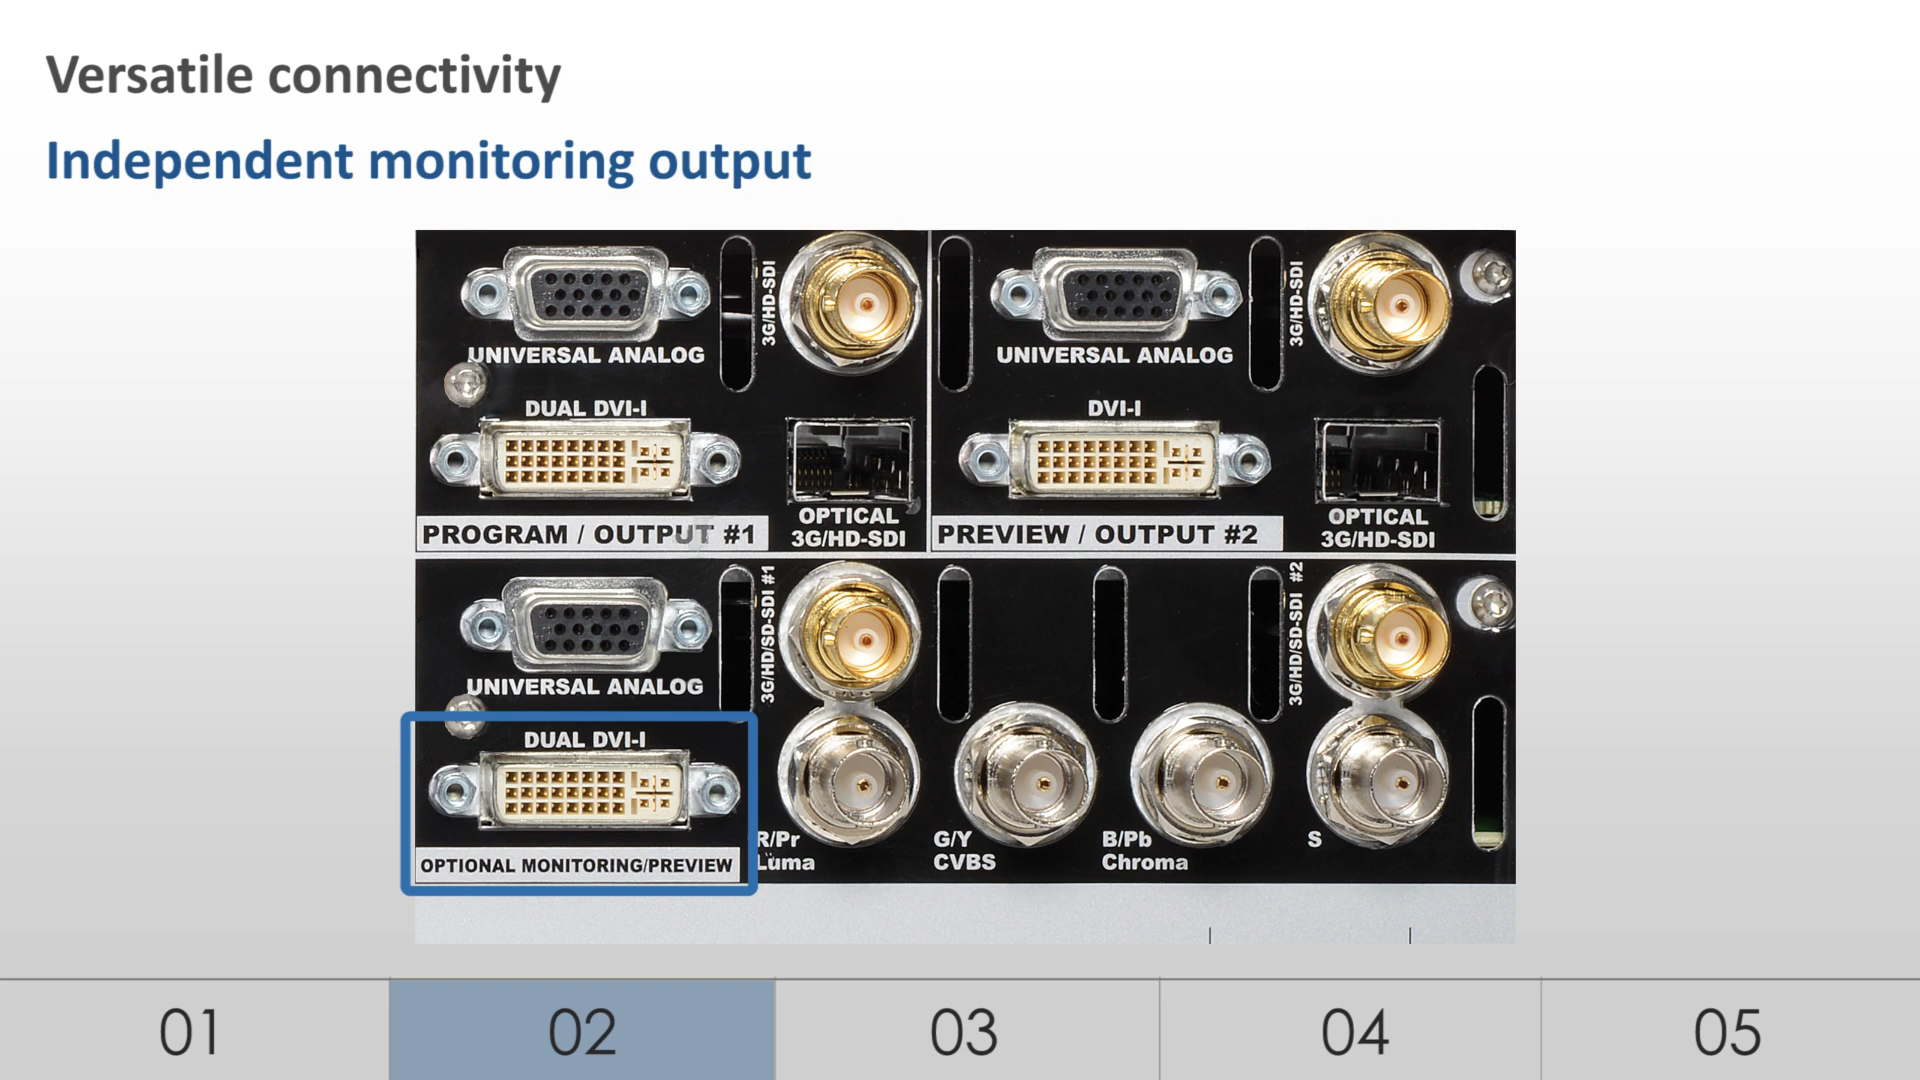 Versatile connectivity
Independent monitoring output
UNIVERSAL ANALOG
3G/HD-SDI
UNIVERSAL ANALOG
3G/HD-SDI
DUAL DVI-I
DVI-I
PROGRAM / OUTPUT #1
OPTICAL
3G/HD-SDI
PREVIEW / OUTPUT #2
OPTICAL
3G/HD-SDI
UNIVERSAL ANALOG
3G/HD/SD-SDI #1
3G/HD/SD-SDI #2
DUAL DVI-I
OPTIONAL MONITORING/PREVIEW
R/Pr
Luma
G/Y
CVBS
B/Pb
Chroma
S
01
02
03
04
05